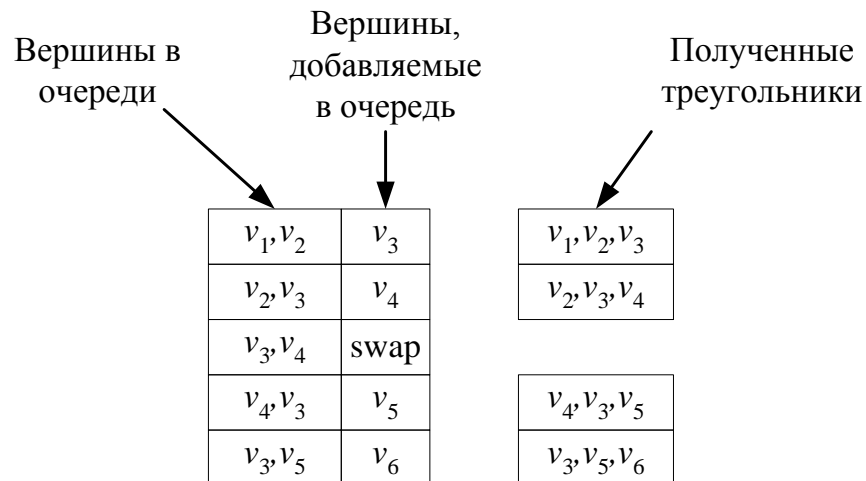 Вершины в
очереди
Вершины,
добавляемые
в очередь
Полученные
треугольники
v₁,v₂ v₃ v₁,v₂,v₃
v₂,v₃ v₄ v₂,v₃,v₄
v₃,v₄ swap
v₄,v₃ v₅ v₄,v₃,v₅
v₃,v₅ v₆ v₃,v₅,v₆